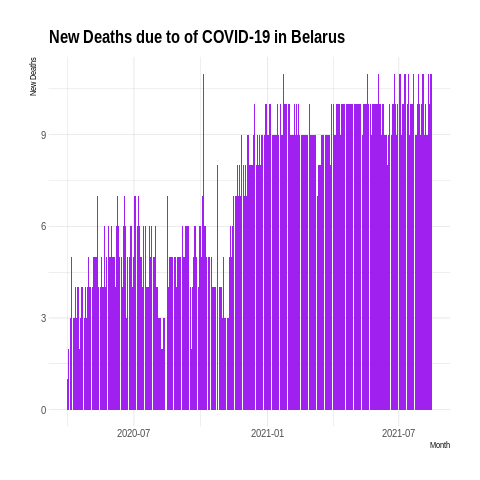 New Deaths due to of COVID-19 in Belarus
New Deaths
9
6
3
0
2020-07 2021-01 2021-07
Month